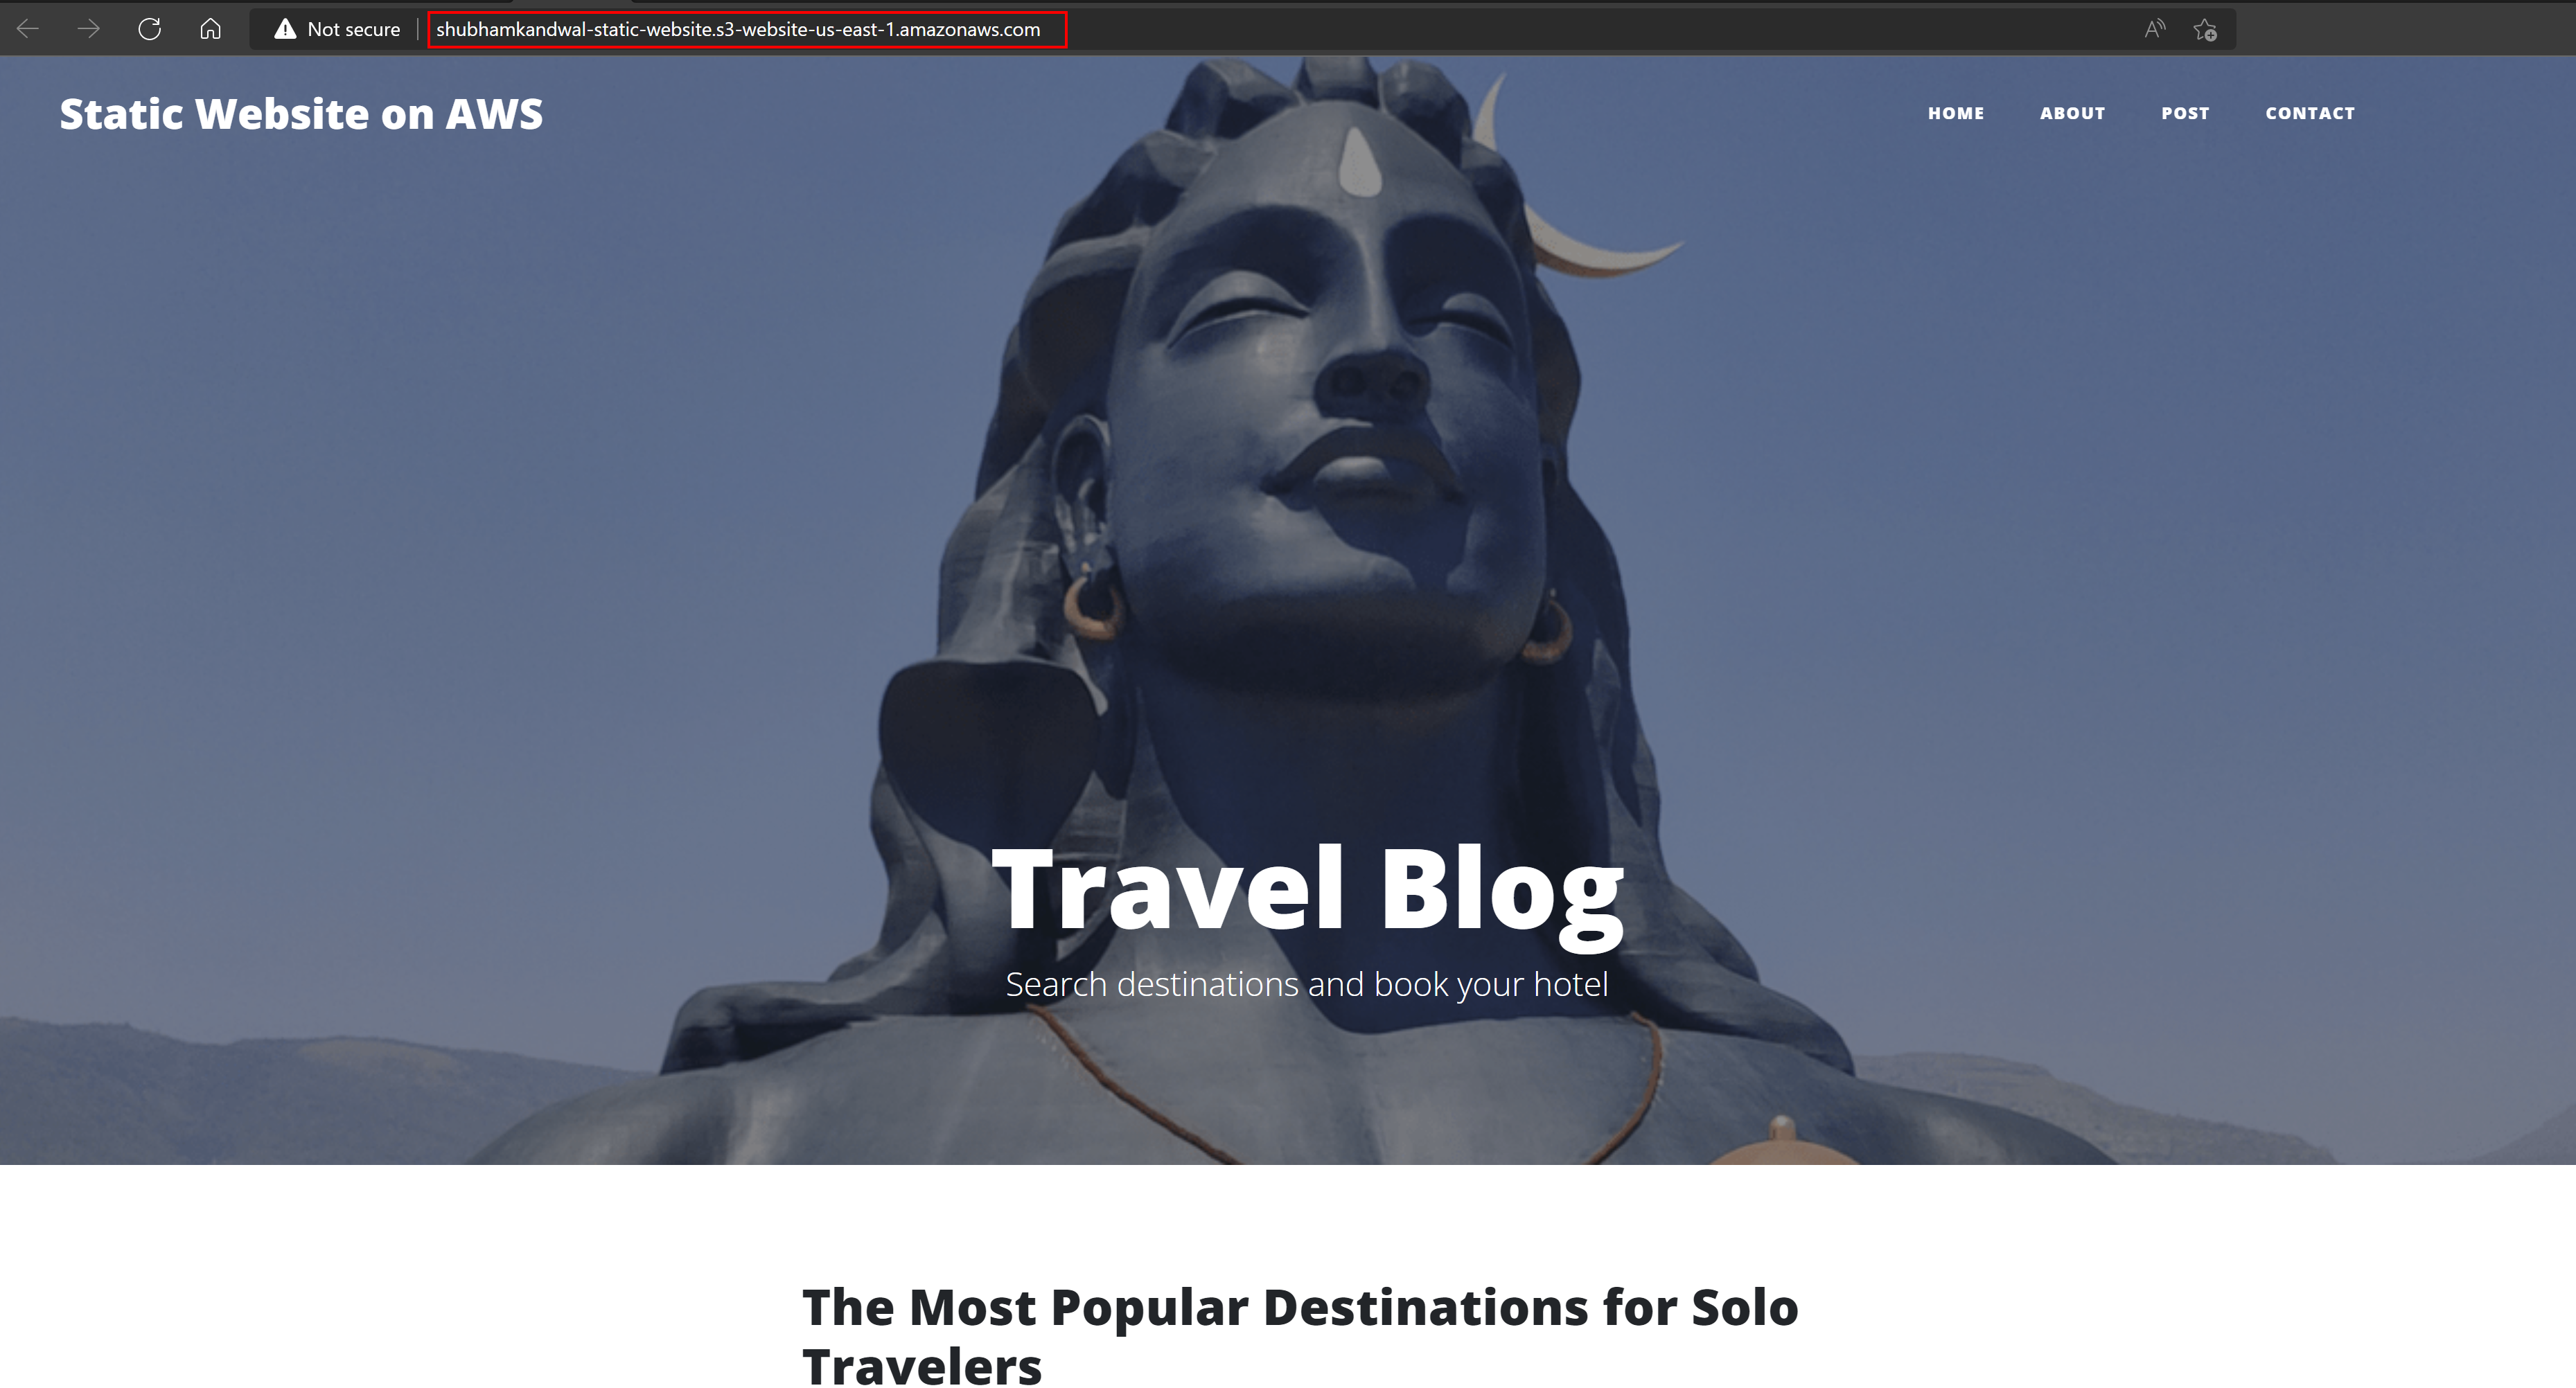 Not secure
shubhamkandwal-static-website.s3-website-us-east-1.amazonaws.com
Static Website on AWS
HOME ABOUT POST CONTACT
Travel Blog
Search destinations and book your hotel
The Most Popular Destinations for Solo
Travelers